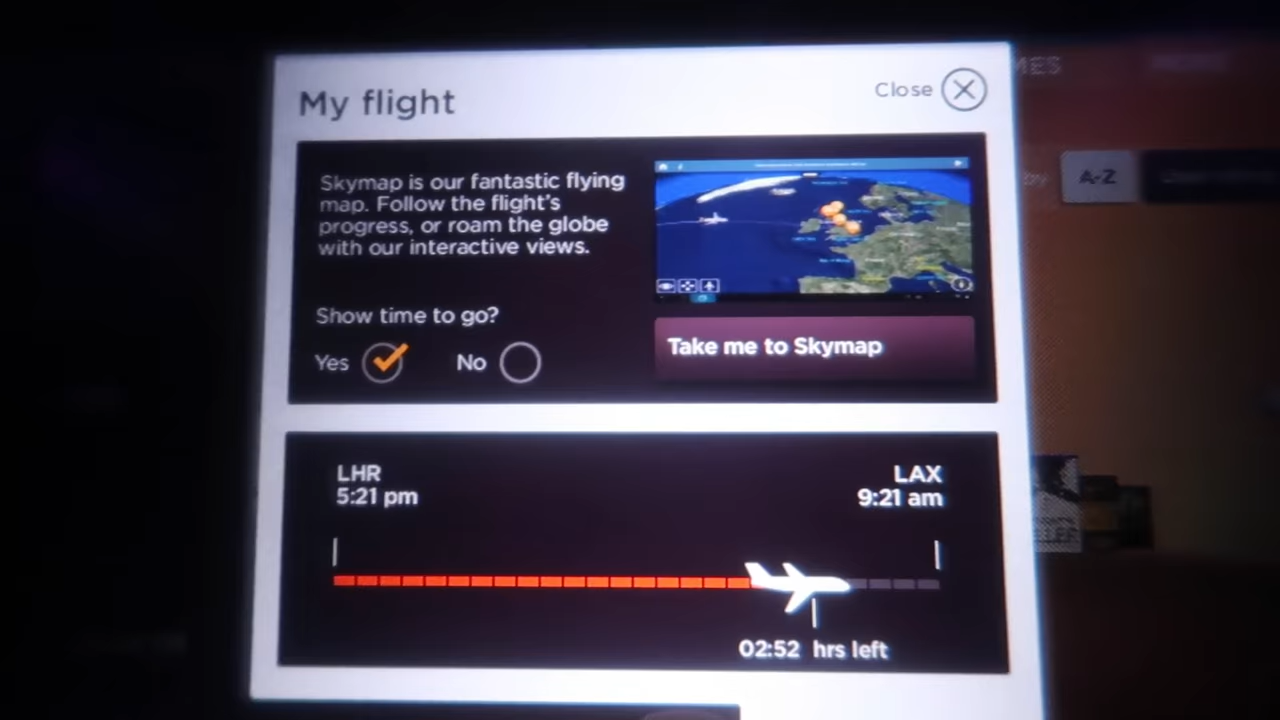 My flight
Close
MES
by
A-Z
Skymap is our fantastic flying
map. Follow the flight's
progress, or roam the globe
with our interactive views.
Show time to go?
Yes
No
Take me to Skymap
LHR
5:21 pm
LAX
9:21 am
02:52 hrs left